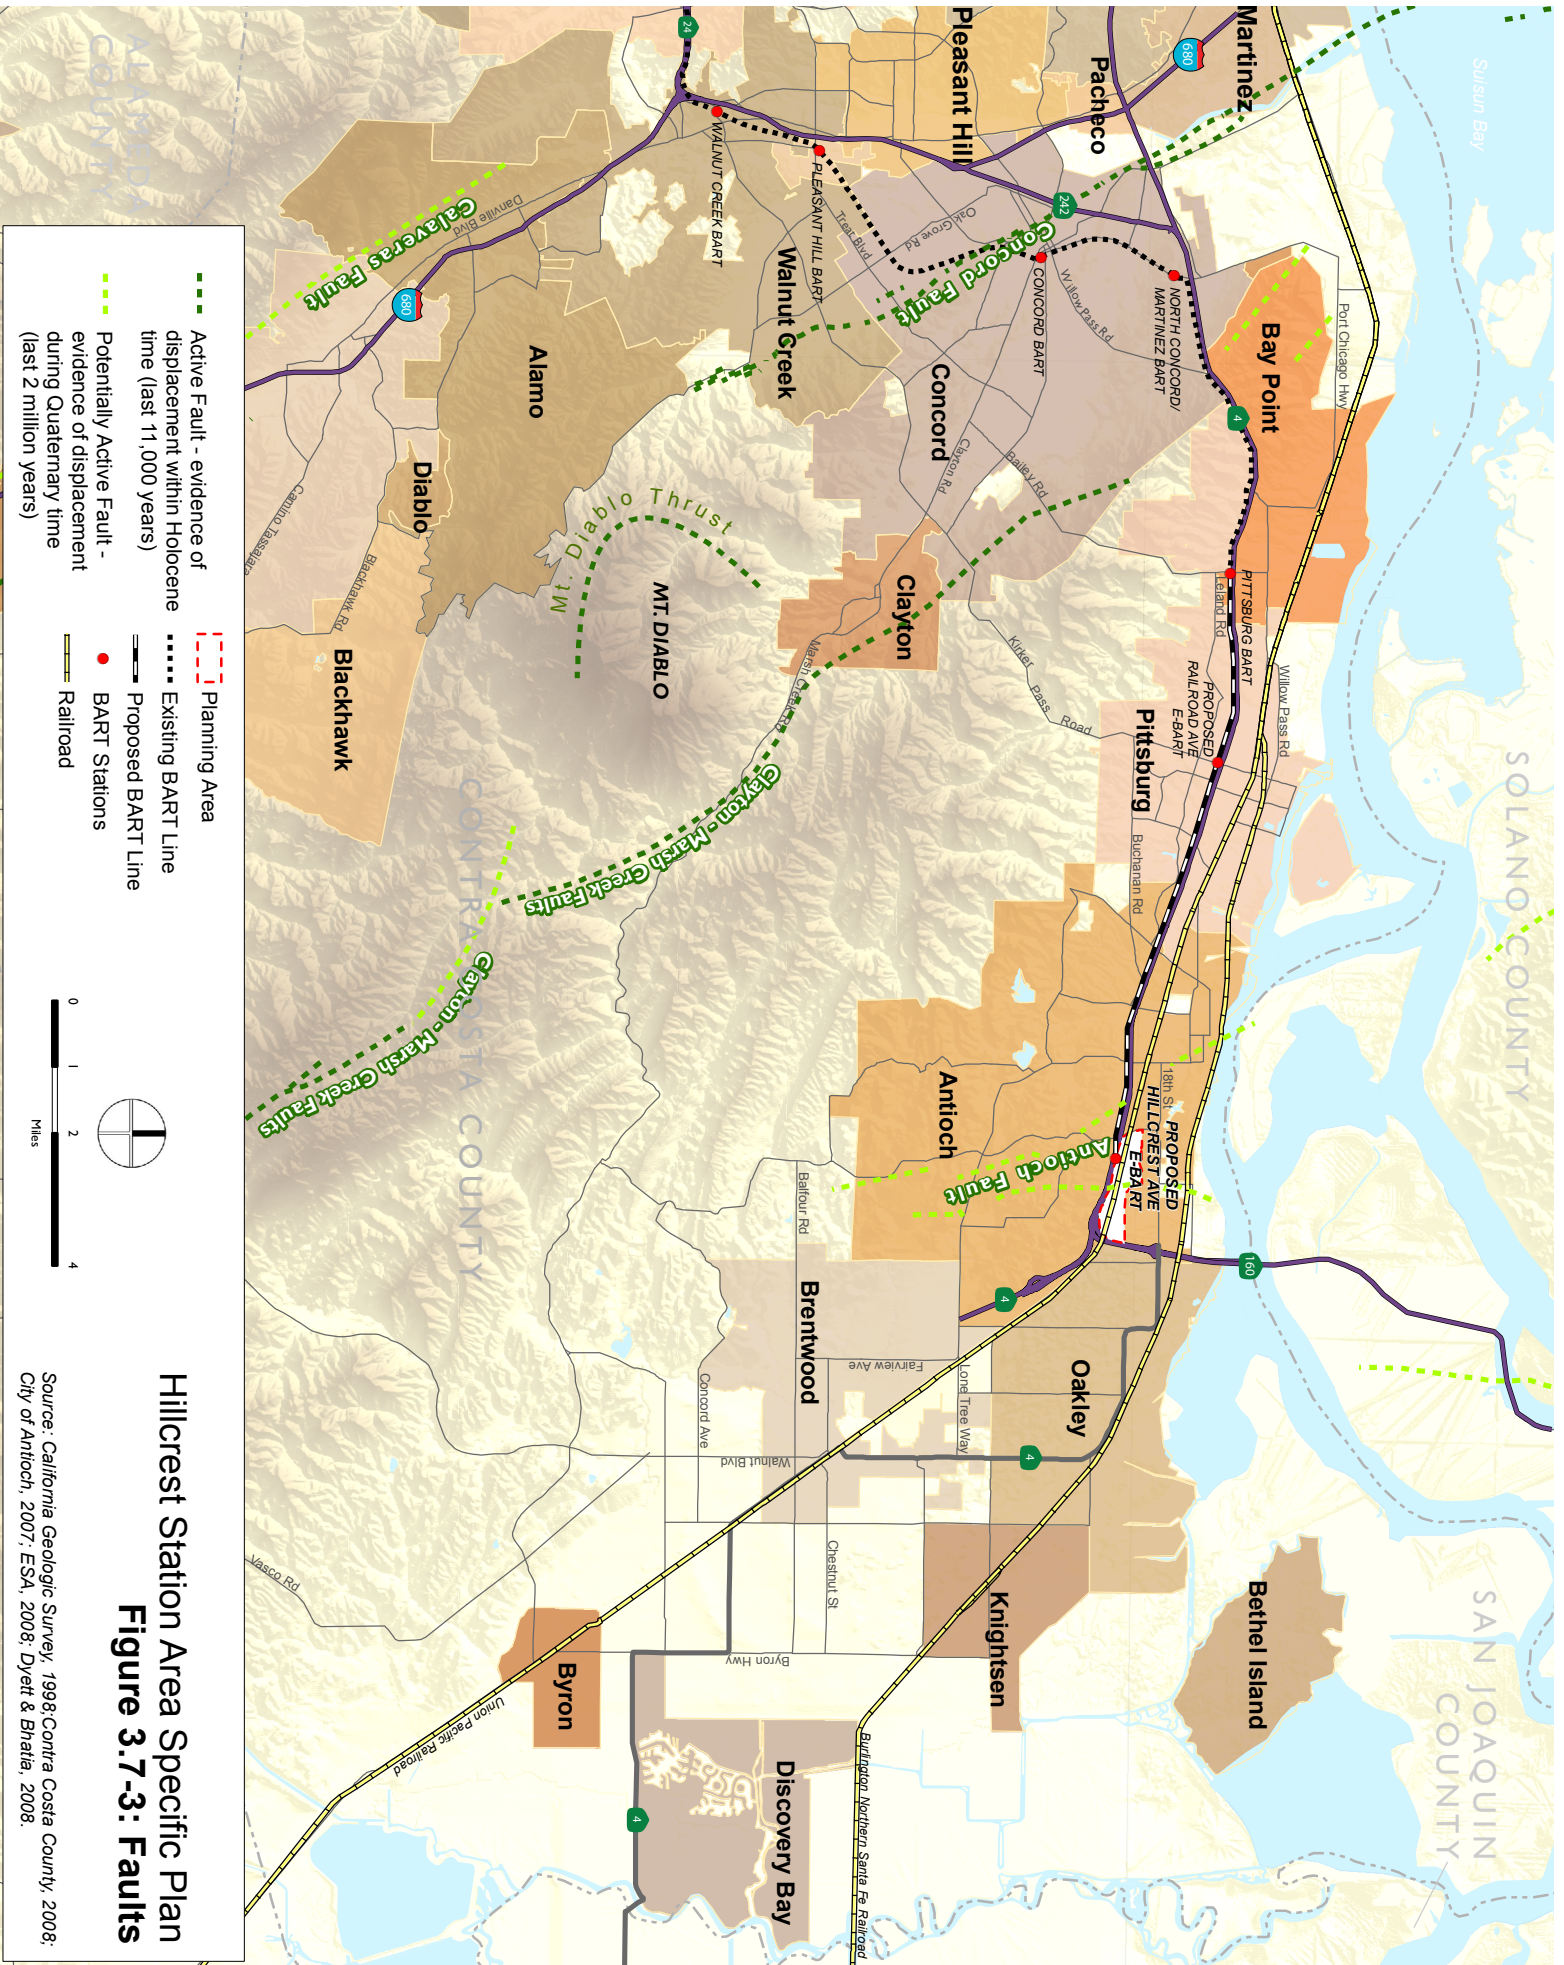 Suisun Bay
SOLANO COUNTY
SAN JOAQUIN
COUNTY
ALAMEDA
COUNTY
CONTRA COSTA COUNTY
Martinez
Pacheco
Pleasant Hill
Walnut Creek
Concord
Bay Point
Alamo
Diablo
Blackhawk
Clayton
Pittsburg
Antioch
Brentwood
Oakley
Knightsen
Bethel Island
Byron
Discovery Bay
MT. DIABLO
Mt. Diablo Thrust
Calaveras Fault
Concord Fault
Clayton - Marsh Creek Faults
Clayton - Marsh Creek Faults
Antioch Fault
WALNUT CREEK BART
PLEASANT HILL BART
CONCORD BART
NORTH CONCORD/
MARTINEZ BART
PITTSBURG BART
PROPOSED
RAILROAD AVE
E-BART
PROPOSED
HILLCREST AVE
E-BART
Port Chicago Hwy
Willow Pass Rd
Willow Pass Rd
Leland Rd
Oak Grove Rd
Treat Blvd
Clayton Rd
Bailey Rd
Kirker Pass Road
Marsh Creek Rd
Buchanan Rd
18th St
Danville Blvd
Camino Tassajara
Blackhawk Rd
Balfour Rd
Fairview Ave
Lone Tree Way
Concord Ave
Walnut Blvd
Chestnut St
Byron Hwy
Vasco Rd
Union Pacific Railroad
Burlington Northern Santa Fe Railroad
24
680
680
242
4
4
4
4
160
Active Fault - evidence of
displacement within Holocene
time (last 11,000 years)
Potentially Active Fault -
evidence of displacement
during Quaternary time
(last 2 million years)
Planning Area
Existing BART Line
Proposed BART Line
BART Stations
Railroad
0 1 2 4
Miles
Hillcrest Station Area Specific Plan
Figure 3.7-3: Faults
Source: California Geologic Survey, 1998;Contra Costa County, 2008;
City of Antioch, 2007; ESA, 2008; Dyett & Bhatia, 2008.